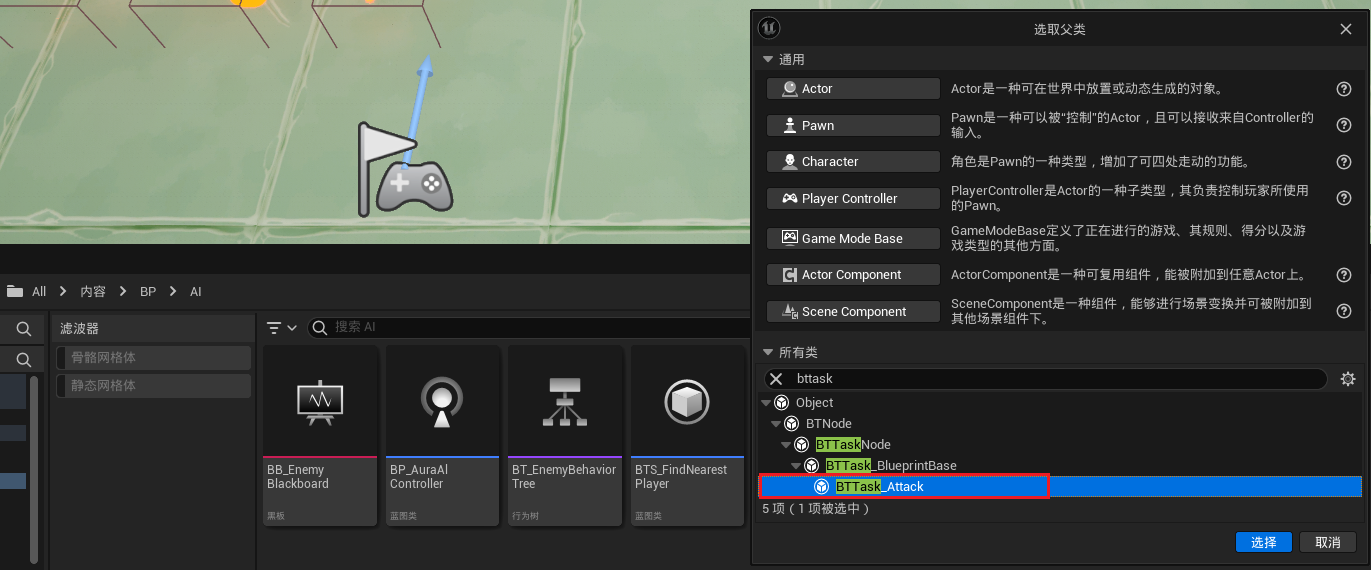 选取父类
通用
Actor
Actor是一种可在世界中放置或动态生成的对象。
Pawn
Pawn是一种可以被“控制”的Actor，且可以接收来自Controller的
输入。
Character
角色是Pawn的一种类型，增加了可四处走动的功能。
Player Controller
PlayerController是Actor的一种子类型，其负责控制玩家所使用
的Pawn。
Game Mode Base
GameModeBase定义了正在进行的游戏、其规则、得分以及游
戏类型的其他方面。
Actor Component
ActorComponent是一种可复用组件，能被附加到任意Actor上。
Scene Component
SceneComponent是一种组件，能够进行场景变换并可被附加到
其他场景组件下。
所有类
bttask
Object
BTNode
BTTaskNode
BTTask_BlueprintBase
BTTask_Attack
5 项（1 项被选中）
选择
取消
All
内容
BP
AI
滤波器
骨骼网格体
静态网格体
搜索 AI
BB_Enemy
Blackboard
黑板
BP_AuraAI
Controller
蓝图类
BT_EnemyBehavior
Tree
行为树
BTS_FindNearest
Player
蓝图类